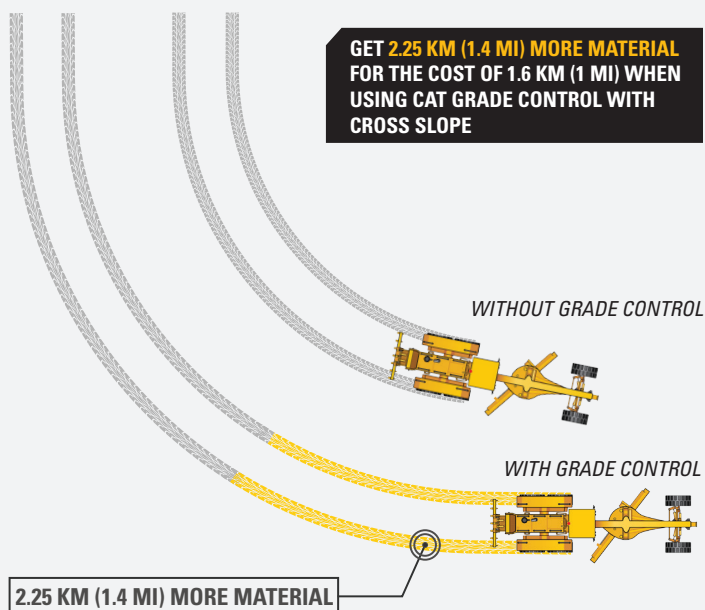 GET 2.25 KM (1.4 MI) MORE MATERIAL
FOR THE COST OF 1.6 KM (1 MI) WHEN
USING CAT GRADE CONTROL WITH
CROSS SLOPE
WITHOUT GRADE CONTROL
WITH GRADE CONTROL
2.25 KM (1.4 MI) MORE MATERIAL